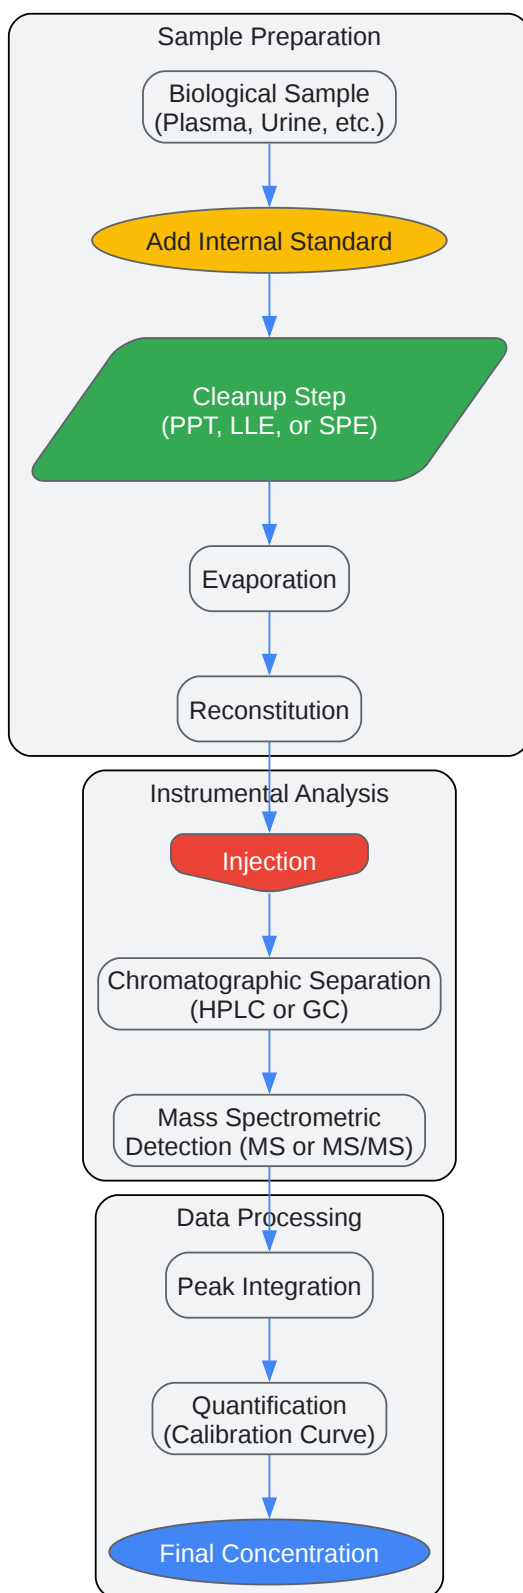 Sample Preparation
Biological Sample
(Plasma, Urine, etc.)
Add Internal Standard
Cleanup Step
(PPT, LLE, or SPE)
Evaporation
Reconstitution
Instrumental Analysis
Injection
Chromatographic Separation
(HPLC or GC)
Mass Spectrometric
Detection (MS or MS/MS)
Data Processing
Peak Integration
Quantification
(Calibration Curve)
Final Concentration